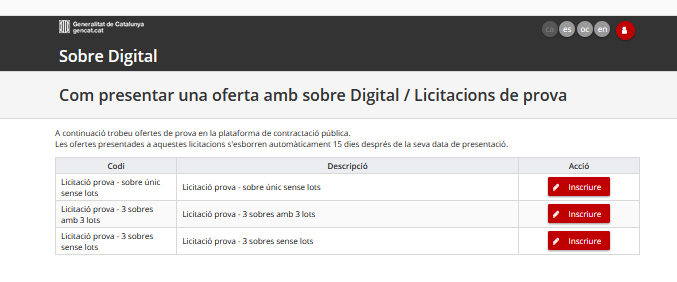 Generalitat de Catalunya
gencat.cat
ca es oc en
Sobre Digital
Com presentar una oferta amb sobre Digital / Licitacions de prova
A continuació trobeu ofertes de prova en la plataforma de contractació pública.
Les ofertes presentades a aquestes licitacions s'esborren automàticament 15 dies després de la seva data de presentació.
Codi Descripció Acció
Licitació prova - sobre únic
sense lots
Licitació prova - sobre únic sense lots
Inscriure
Licitació prova - 3 sobres
amb 3 lots
Licitació prova - 3 sobres amb 3 lots
Inscriure
Licitació prova - 3 sobres
sense lots
Licitació prova - 3 sobres sense lots
Inscriure